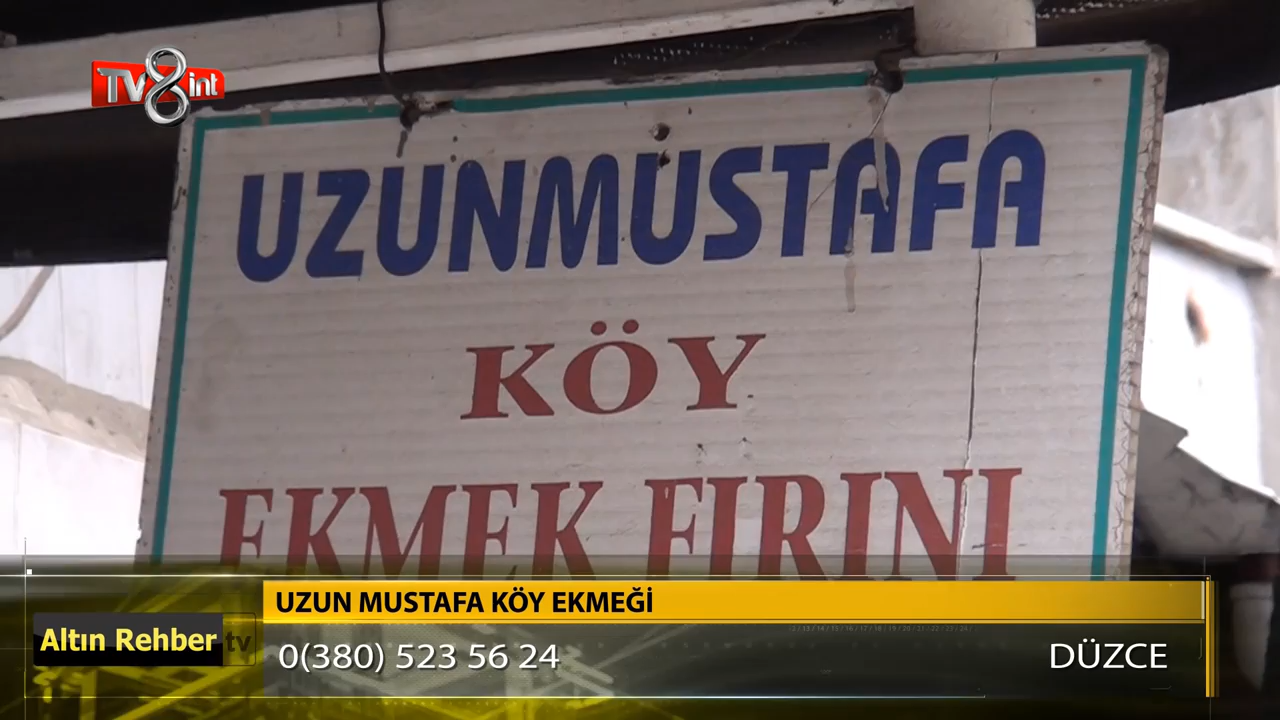 TV8int
UZUNMUSTAFA
KÖY
EKMEK FIRINI
UZUN MUSTAFA KÖY EKMEĞİ
Altın Rehber tv
0(380) 523 56 24
DÜZCE